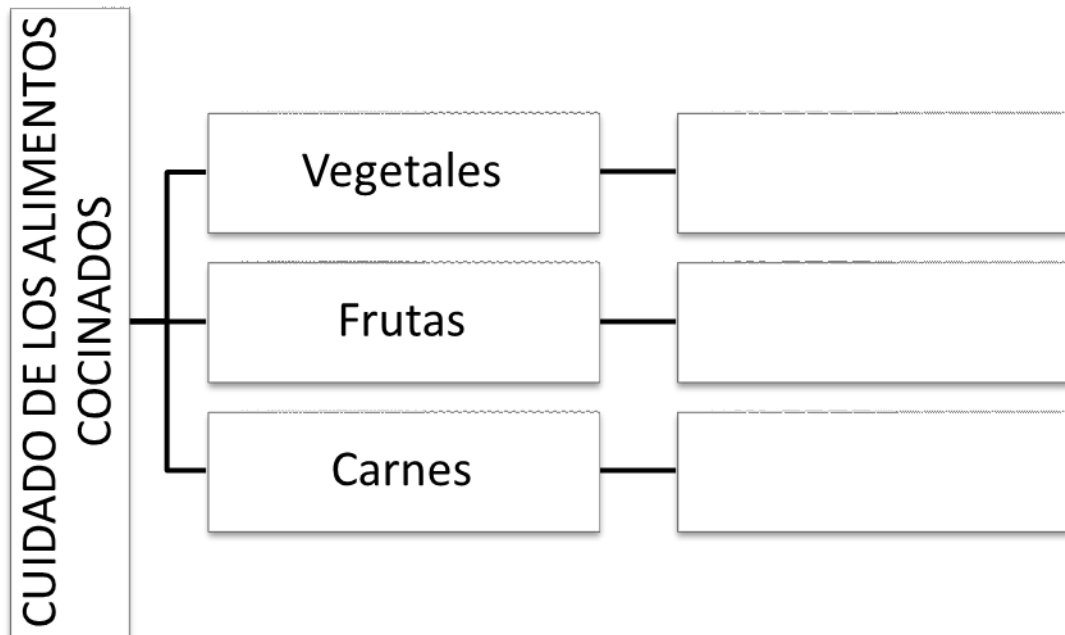 CUIDADO DE LOS ALIMENTOS
COCINADOS
Vegetales
Frutas
Carnes